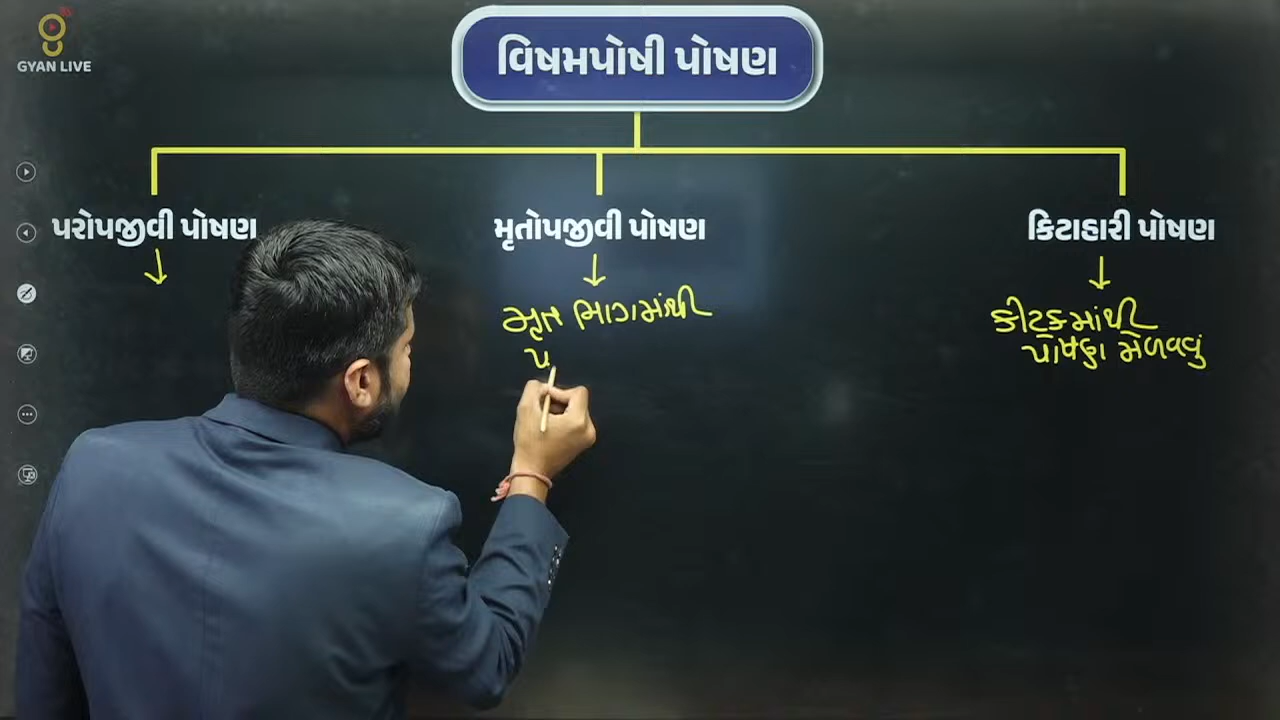 GYAN LIVE
વિષમપોષી પોષણ
પરોપજીવી પોષણ
મૃતોપજીવી પોષણ
કિટાહારી પોષણ
મૃત ભાગમાંથી
પ
કીટકમાંથી
પોષણ મેળવવું